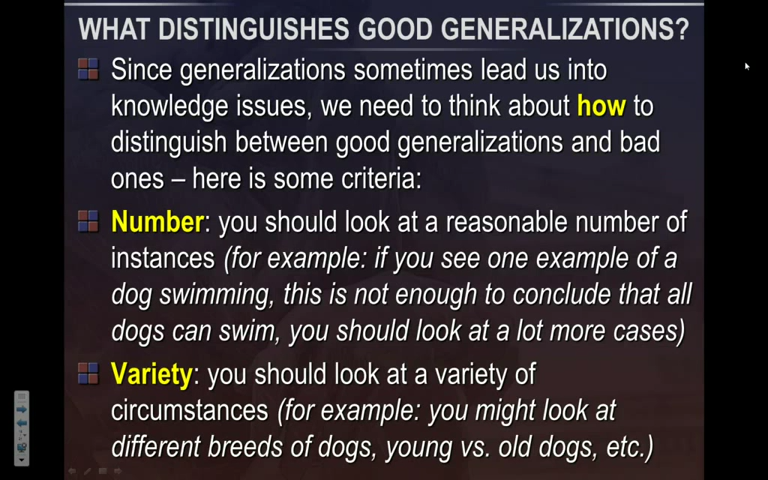 WHAT DISTINGUISHES GOOD GENERALIZATIONS?
Since generalizations sometimes lead us into
knowledge issues, we need to think about how to
distinguish between good generalizations and bad
ones – here is some criteria:
Number: you should look at a reasonable number of
instances (for example: if you see one example of a
dog swimming, this is not enough to conclude that all
dogs can swim, you should look at a lot more cases)
Variety: you should look at a variety of
circumstances (for example: you might look at
different breeds of dogs, young vs. old dogs, etc.)